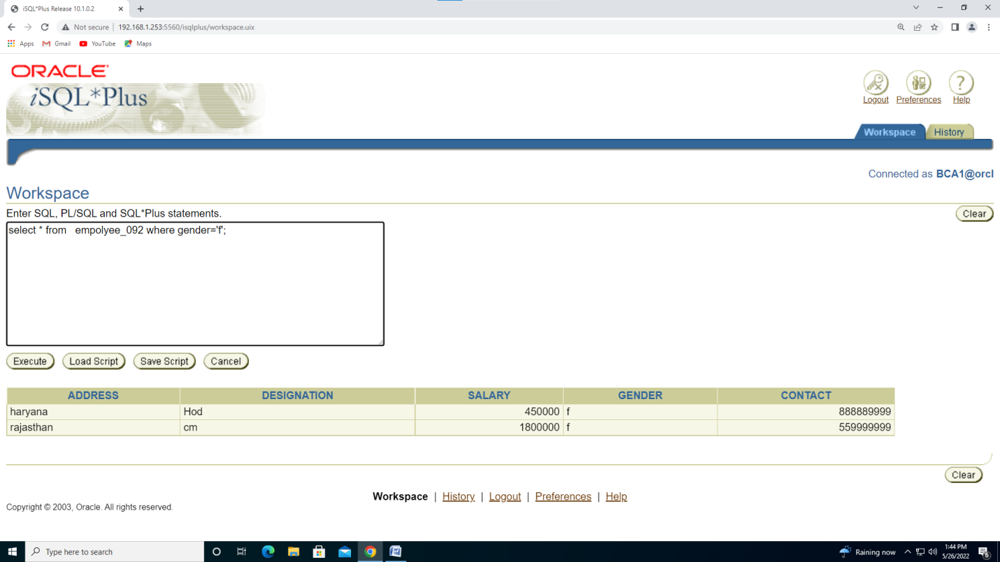 iSQL*Plus Release 10.1.0.2
Not secure | 192.168.1.253:5560/isqlplus/workspace.uix
Apps Gmail YouTube Maps
ORACLE
iSQL*Plus
Logout Preferences Help
Workspace History
Connected as BCA1@orcl
Workspace
Enter SQL, PL/SQL and SQL*Plus statements.
Clear
select * from empolyee_092 where gender='f';
Execute Load Script Save Script Cancel
ADDRESS DESIGNATION SALARY GENDER CONTACT
haryana Hod 450000 f 888889999
rajasthan cm 1800000 f 559999999
Clear
Workspace | History | Logout | Preferences | Help
Copyright © 2003, Oracle. All rights reserved.
Type here to search
Raining now
1:44 PM
5/26/2022
6